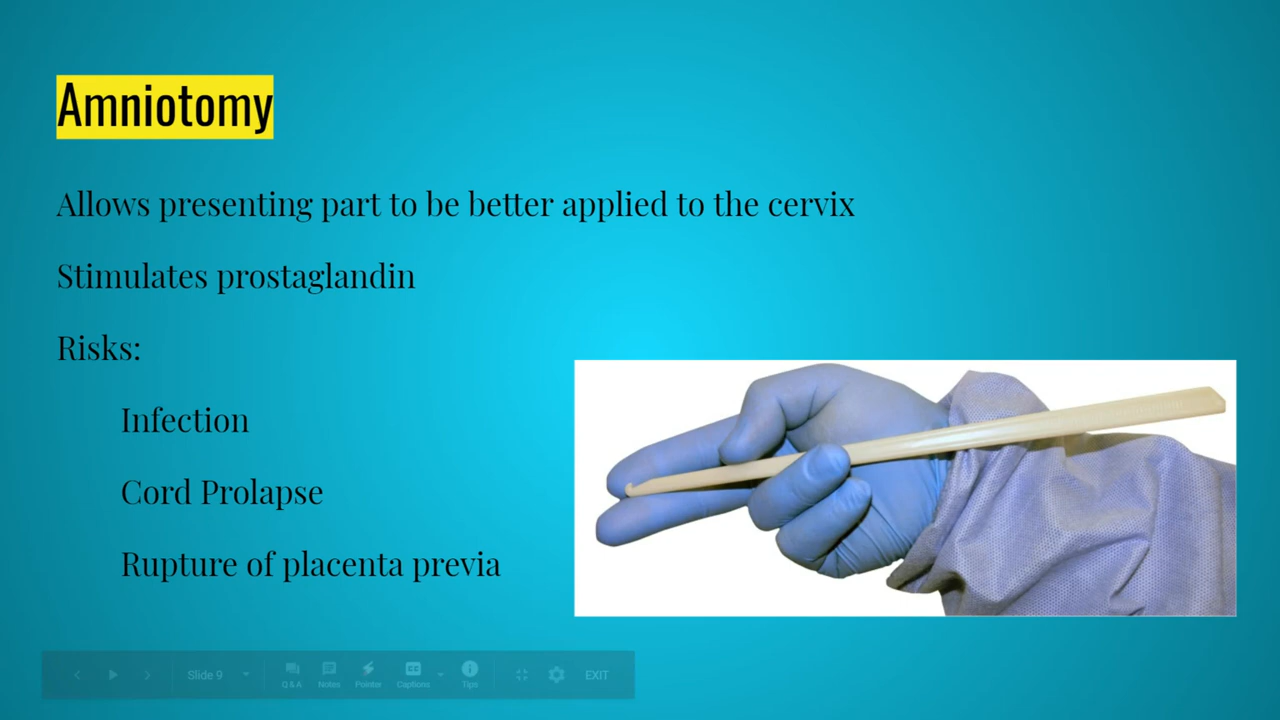 Amniotomy
Allows presenting part to be better applied to the cervix
Stimulates prostaglandin
Risks:
Infection
Cord Prolapse
Rupture of placenta previa
Slide 9
Q & A
Notes
Pointer
Captions
Tips
EXIT